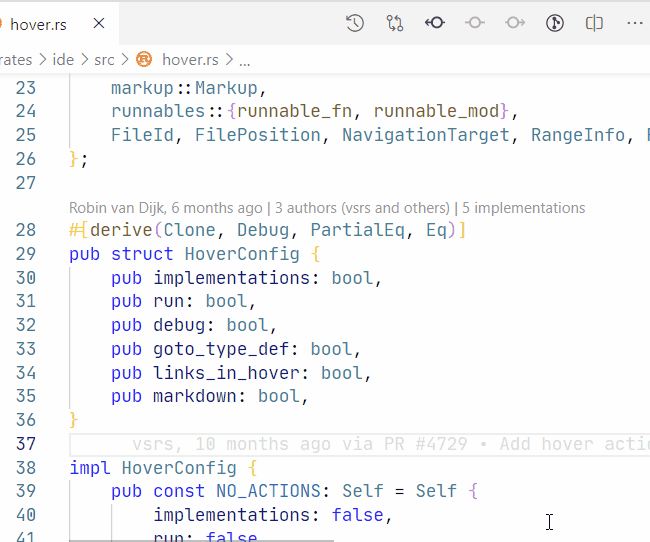 hover.rs
rates > ide > src > hover.rs > ...
23 markup::Markup,
24 runnables::{runnable_fn, runnable_mod},
25 FileId, FilePosition, NavigationTarget, RangeInfo,
26 };
27
Robin van Dijk, 6 months ago | 3 authors (vsrs and others) | 5 implementations
28 #[derive(Clone, Debug, PartialEq, Eq)]
29 pub struct HoverConfig {
30 pub implementations: bool,
31 pub run: bool,
32 pub debug: bool,
33 pub goto_type_def: bool,
34 pub links_in_hover: bool,
35 pub markdown: bool,
36 }
37 vsrs, 10 months ago via PR #4729 • Add hover actio
38 impl HoverConfig {
39 pub const NO_ACTIONS: Self = Self {
40 implementations: false,
41 run: false